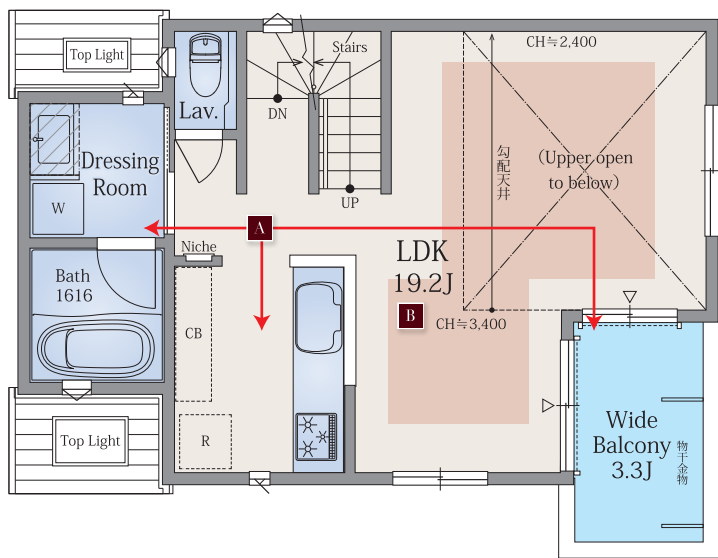 Top Light
Lav.
DN
Stairs
UP
CH≒2,400
勾配天井
(Upper open
to below)
Dressing
Room
W
A
Niche
LDK
19.2J
B
CH≒3,400
Bath
1616
CB
R
Top Light
Wide
Balcony
3.3J
物干金物